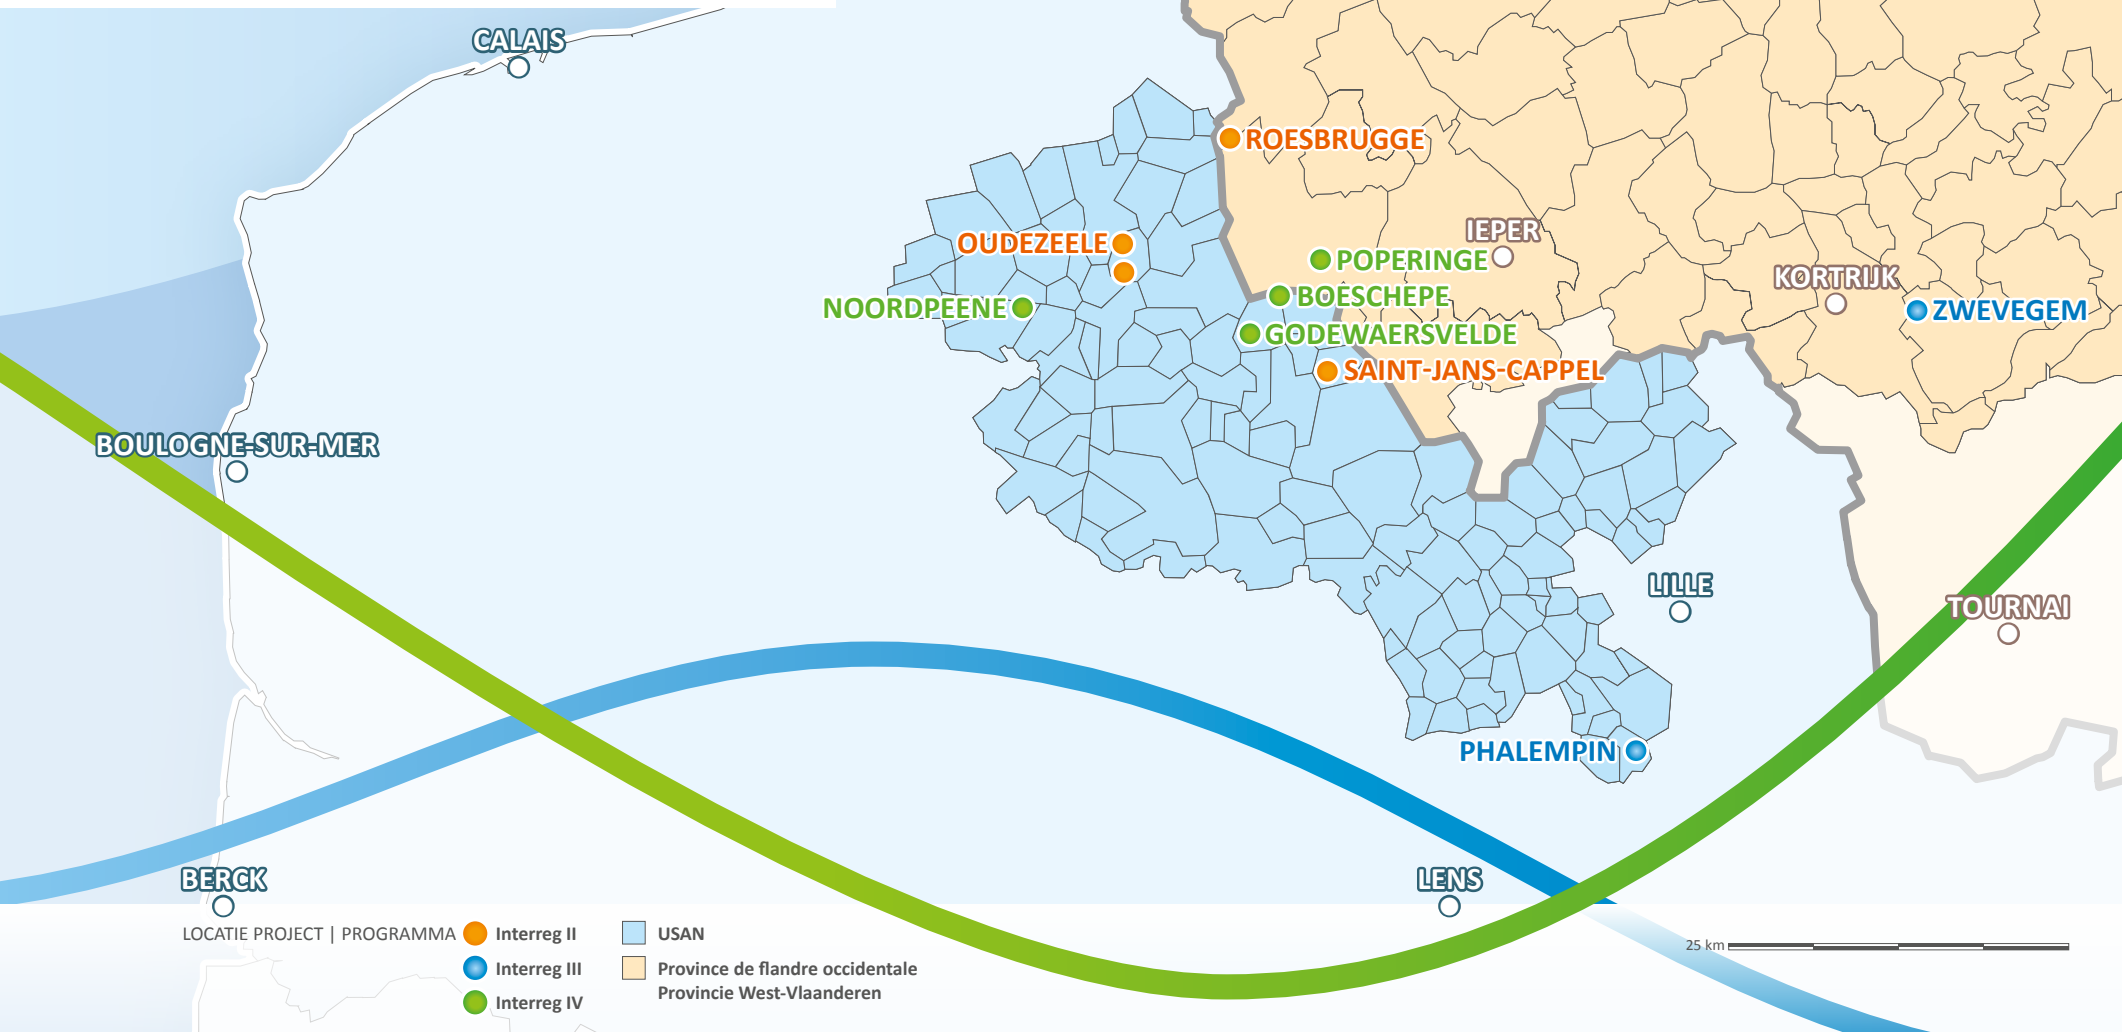 CALAIS
ROESBRUGGE
IEPER
OUDEZEELE
POPERINGE
KORTRIJK
BOESCHEPE
NOORDPEENE
ZWEVEGEM
GODEWAERSVELDE
SAINT-JANS-CAPPEL
BOULOGNE-SUR-MER
LILLE
TOURNAI
PHALEMPIN
BERCK
LENS
LOCATIE PROJECT | PROGRAMMA
Interreg II
Interreg III
Interreg IV
USAN
Province de flandre occidentale
Provincie West-Vlaanderen
25 km